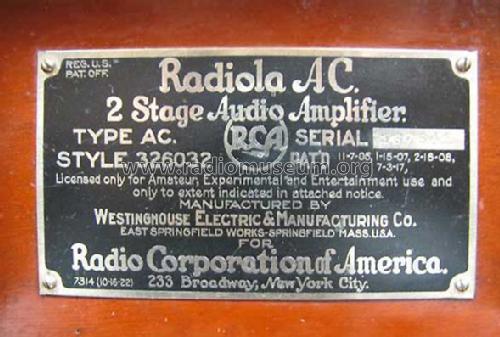 REG. U.S.
PAT. OFF.
Radiola AC.
2 Stage Audio Amplifier.
TYPE AC. RCA SERIAL
STYLE 326032 PAT'D 11-7-05, 1-15-07, 2-18-08,
7-3-17,
www.radiomuseum.org
Licensed only for Amateur, Experimental and Entertainment use and
only to extent indicated in attached notice.
MANUFACTURED BY
WESTINGHOUSE ELECTRIC & MANUFACTURING CO.
EAST SPRINGFIELD WORKS-SPRINGFIELD MASS.U.S.A.
FOR
Radio Corporation of America.
7314 (10-16-22) 233 Broadway, New York City.